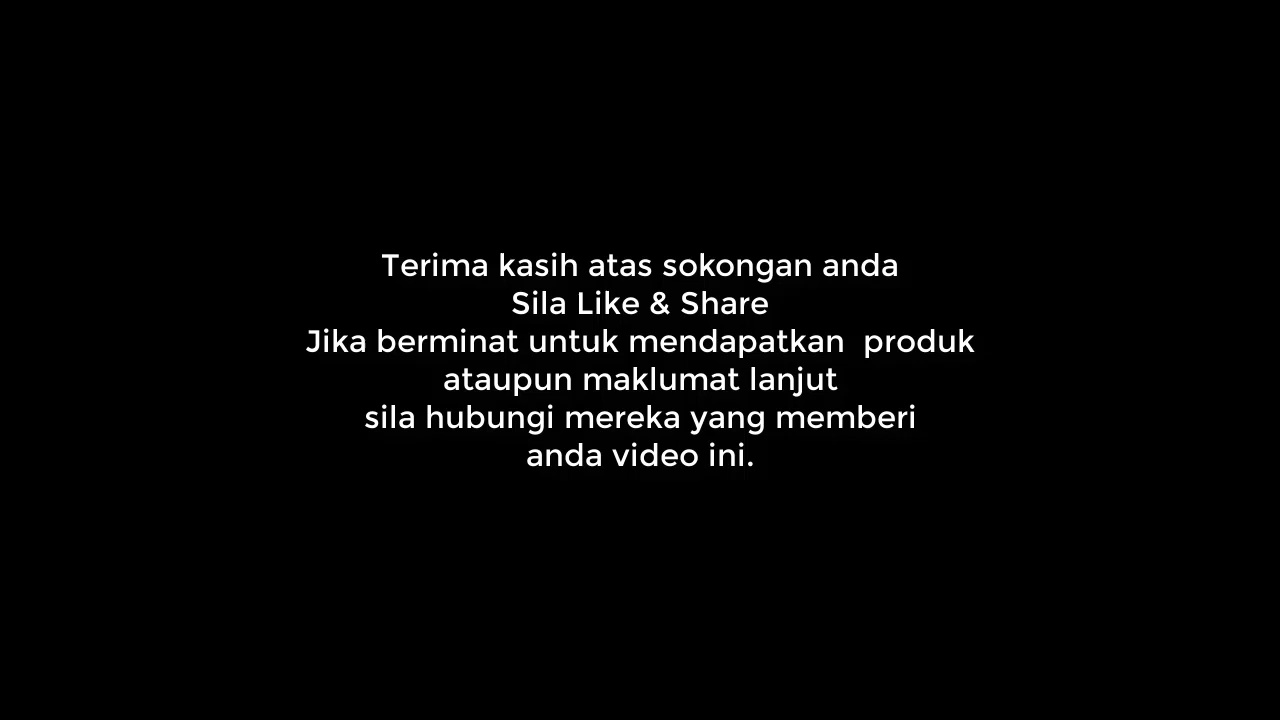 Terima kasih atas sokongan anda
Sila Like & Share
Jika berminat untuk mendapatkan  produk
ataupun maklumat lanjut
sila hubungi mereka yang memberi
anda video ini.